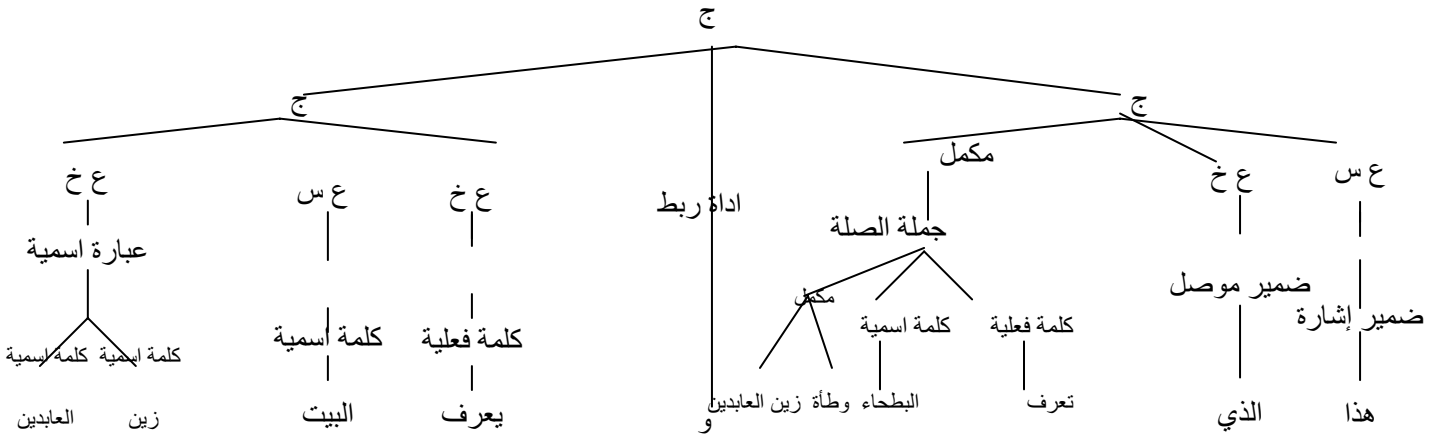 ج
ج ج
مكمل
ع س ع خ ع خ ع س ع خ
اداة ربط
جملة الصلة عبارة اسمية
ضمير موصل مكمل
ضمير إشارة كلمة فعلية كلمة اسمية كلمة فعلية كلمة اسمية كلمة اسمية كلمة اسمية
هذا الذي تعرف البطحاء وطأة زين العابدين و يعرف البيت زين العابدين